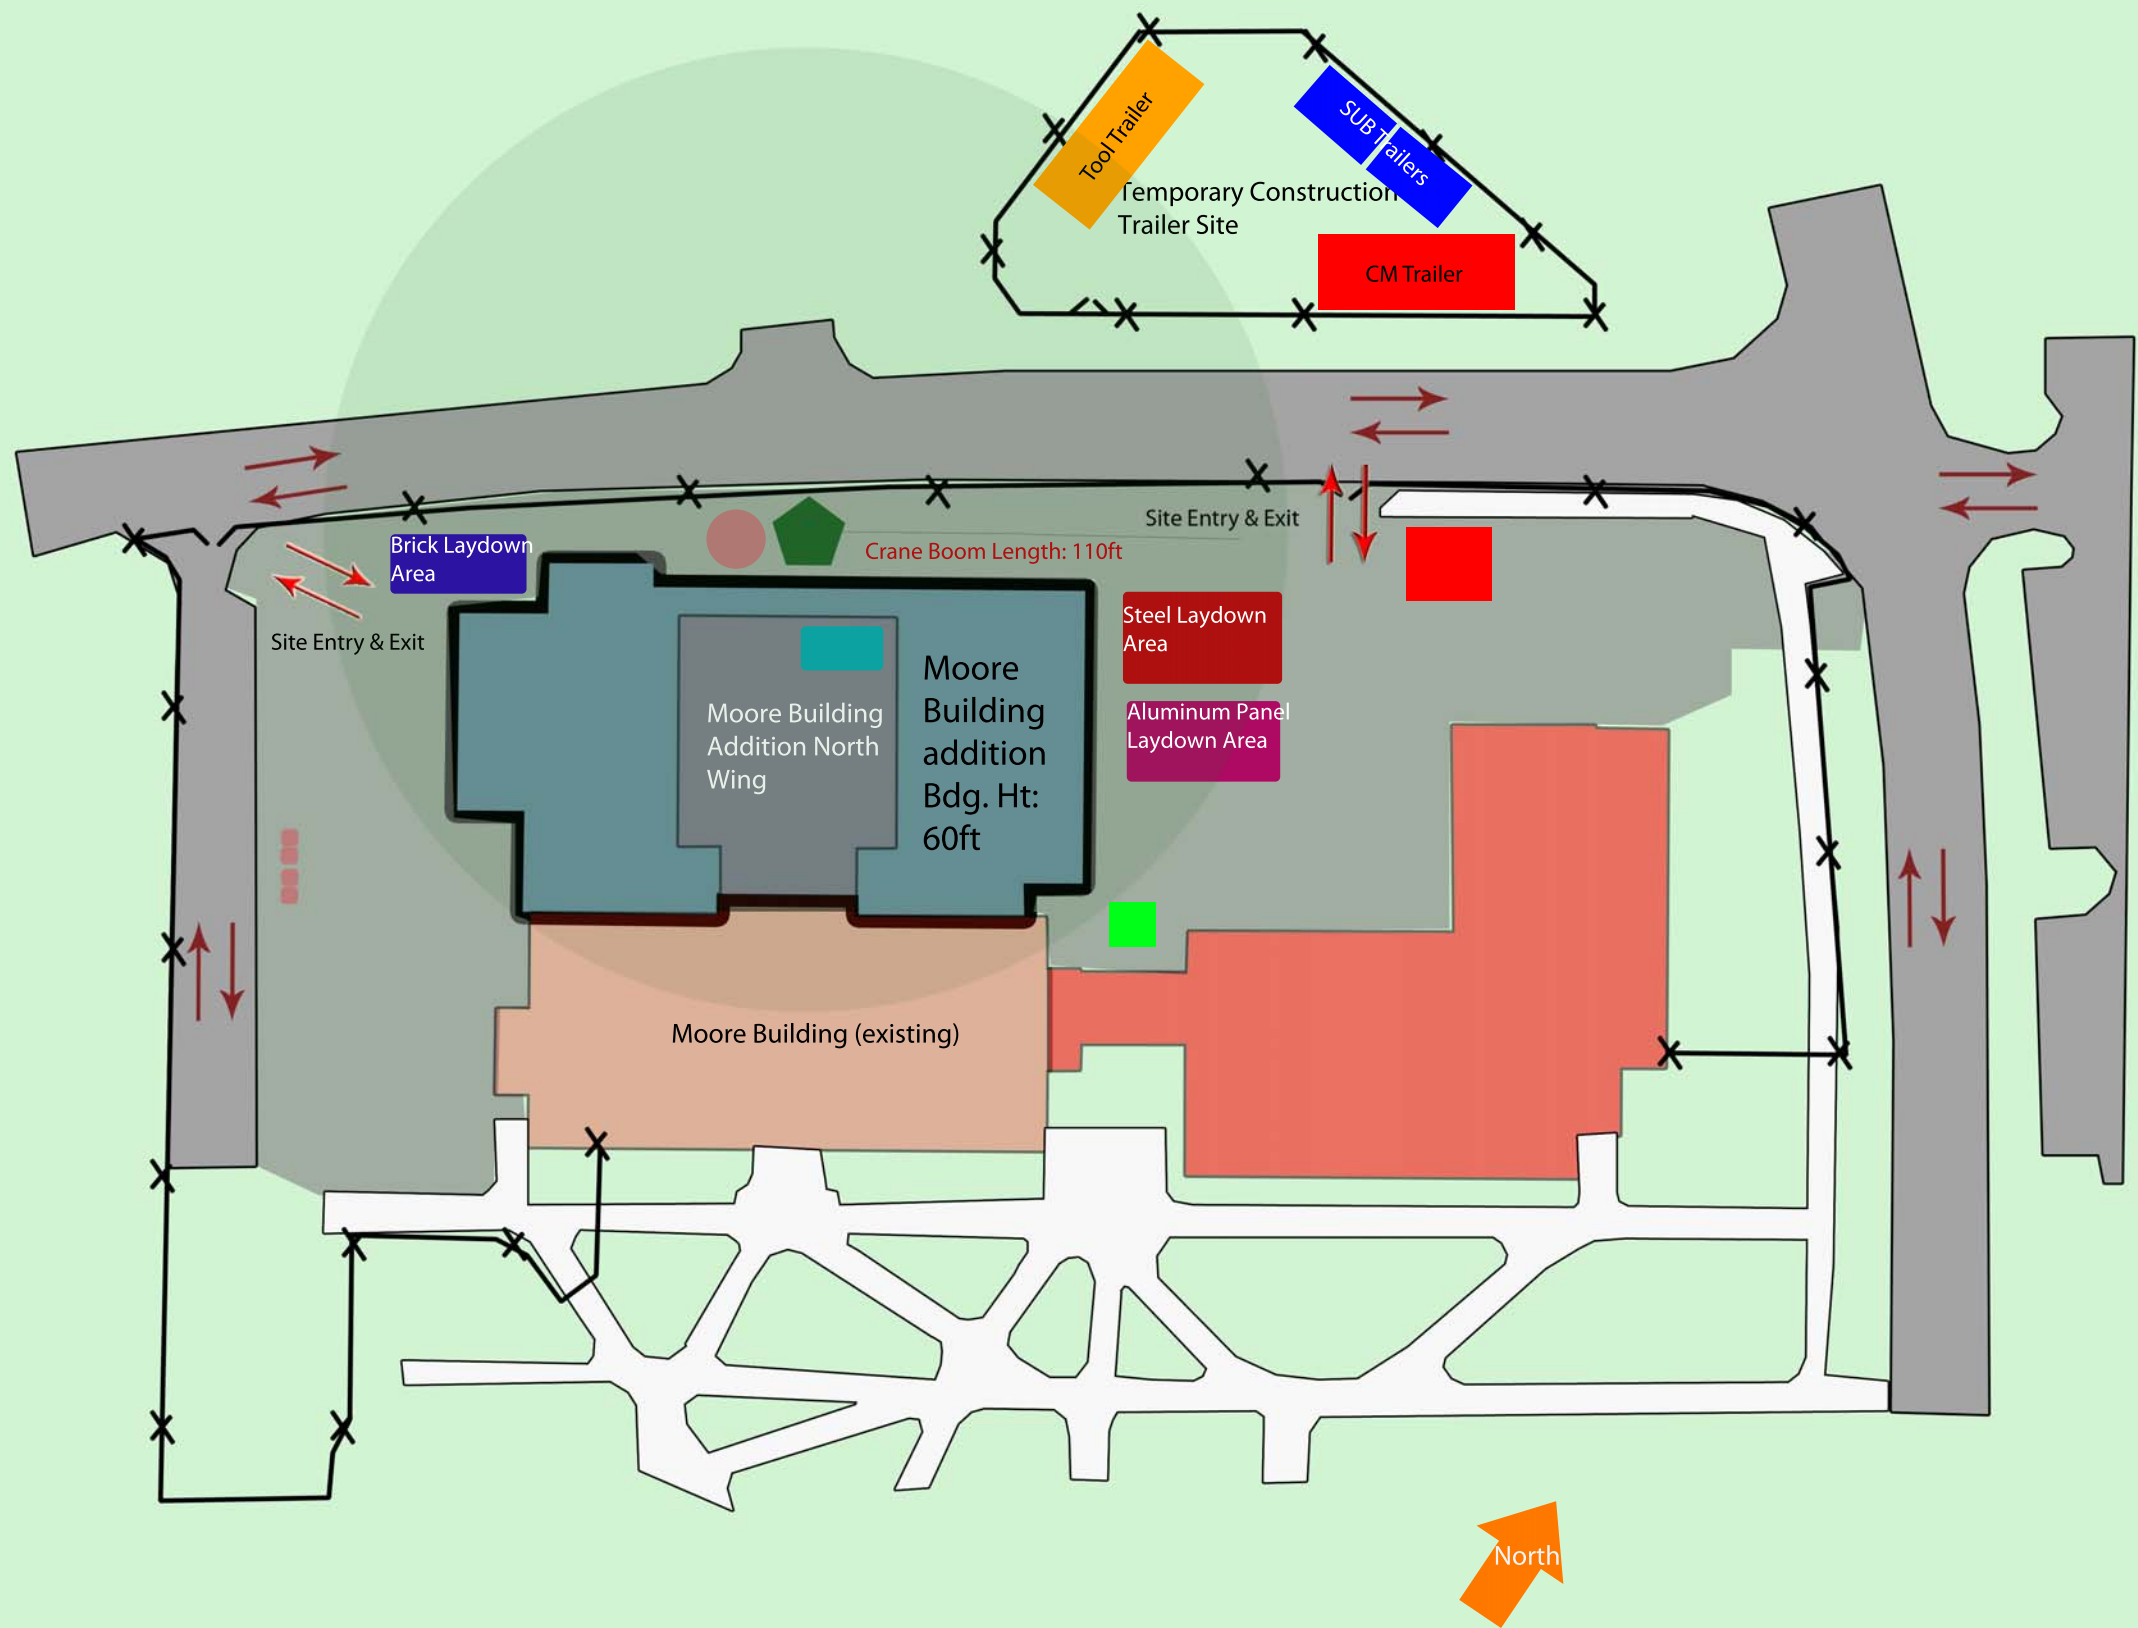 Tool Trailer
SUB Trailers
Temporary Construction
Trailer Site
CM Trailer
Site Entry & Exit
Brick Laydown
Area
Crane Boom Length: 110ft
Site Entry & Exit
Steel Laydown
Area
Moore Building
Addition North
Wing
Moore
Building
addition
Bdg. Ht:
60ft
Aluminum Panel
Laydown Area
Moore Building (existing)
North